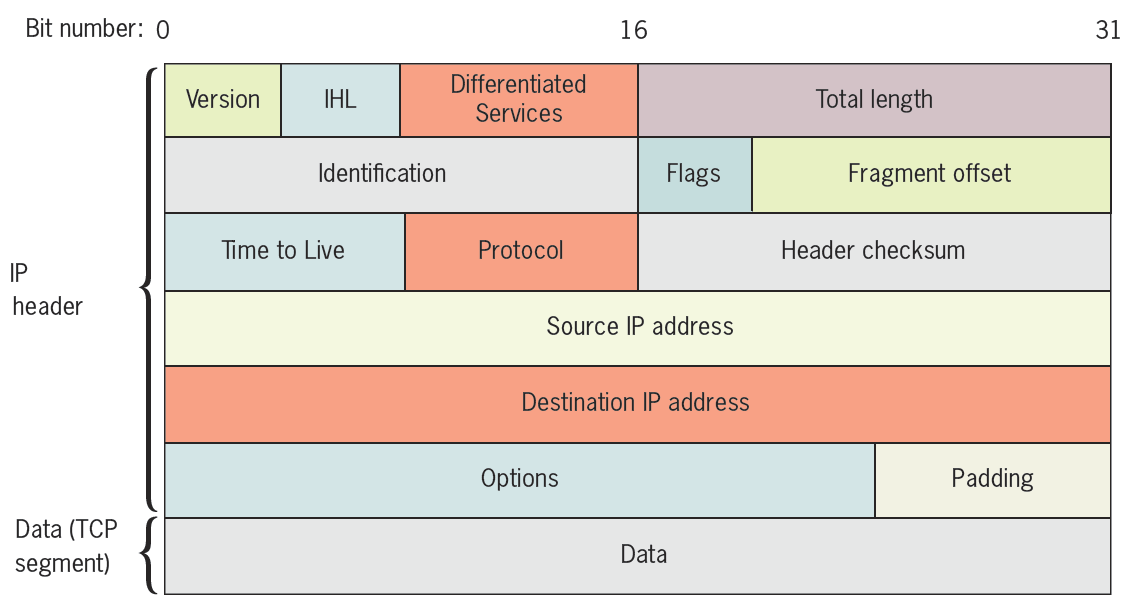 Bit number: 0 16 31
Version IHL Differentiated Services Total length
Identification Flags Fragment offset
Time to Live Protocol Header checksum
IP
header
Source IP address
Destination IP address
Options Padding
Data (TCP
segment)
Data